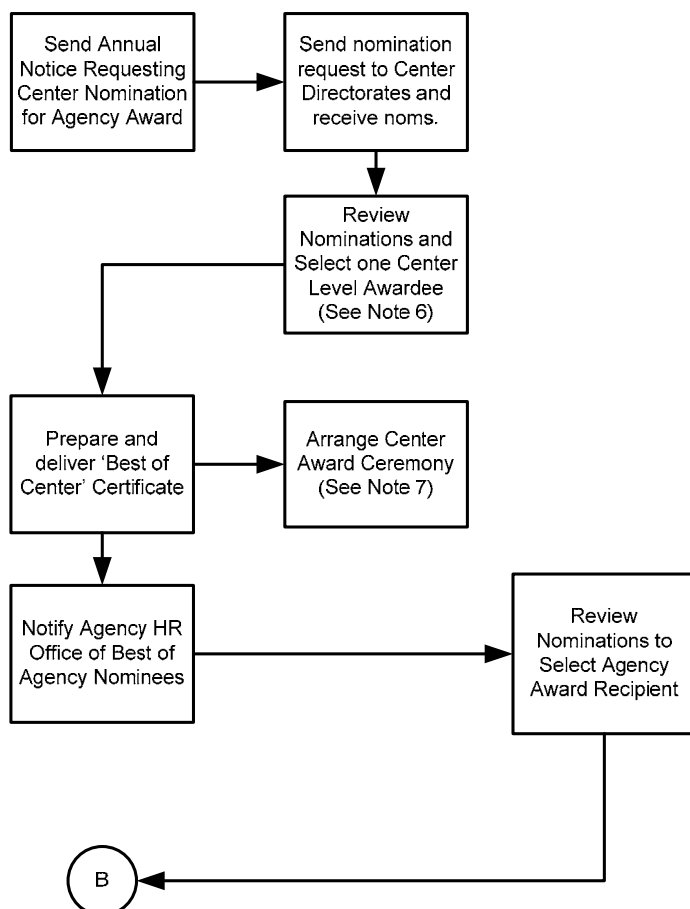 Send Annual
Notice Requesting
Center Nomination
for Agency Award
Send nomination
request to Center
Directorates and
receive noms.
Review
Nominations and
Select one Center
Level Awardee
(See Note 6)
Prepare and
deliver ‘Best of
Center’ Certificate
Arrange Center
Award Ceremony
(See Note 7)
Notify Agency HR
Office of Best of
Agency Nominees
Review
Nominations to
Select Agency
Award Recipient
B